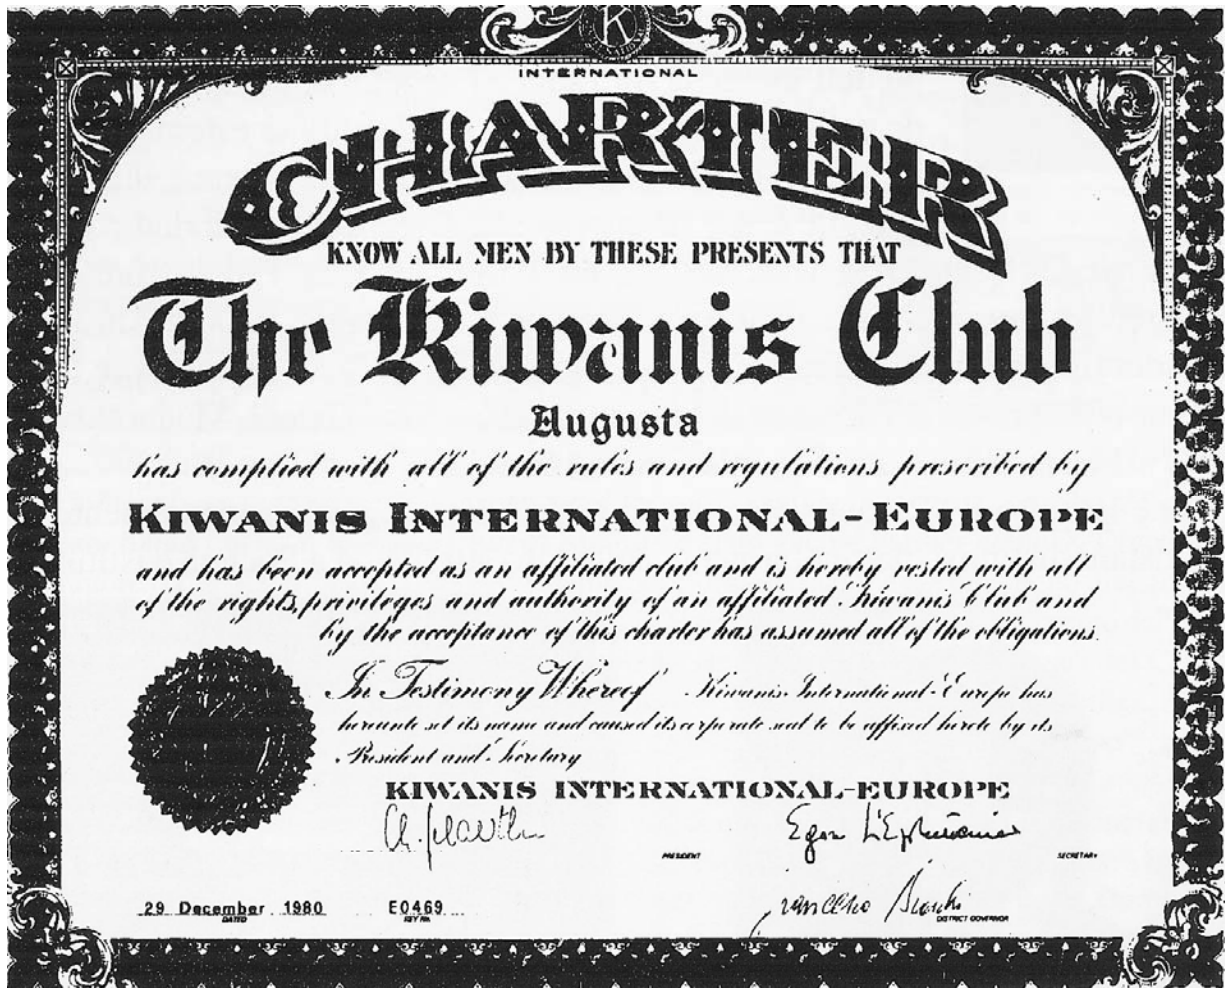 K
INTERNATIONAL
CHARTER
KNOW ALL MEN BY THESE PRESENTS THAT
The Kiwanis Club
Augusta
has complied with all of the rules and regulations prescribed by
KIWANIS INTERNATIONAL-EUROPE
and has been accepted as an affiliated club and is hereby vested with all
of the rights, privileges and authority of an affiliated Kiwanis Club and
by the acceptance of this charter has assumed all of the obligations.
In Testimony Whereof Kiwanis International-Europe has
hereunto set its name and caused its corporate seal to be affixed hereto by its
President and Secretary
KIWANIS INTERNATIONAL-EUROPE
Egon
PRESIDENT
SECRETARY
29 December 1980 E0469
DATED KEY No.
DISTRICT GOVERNOR